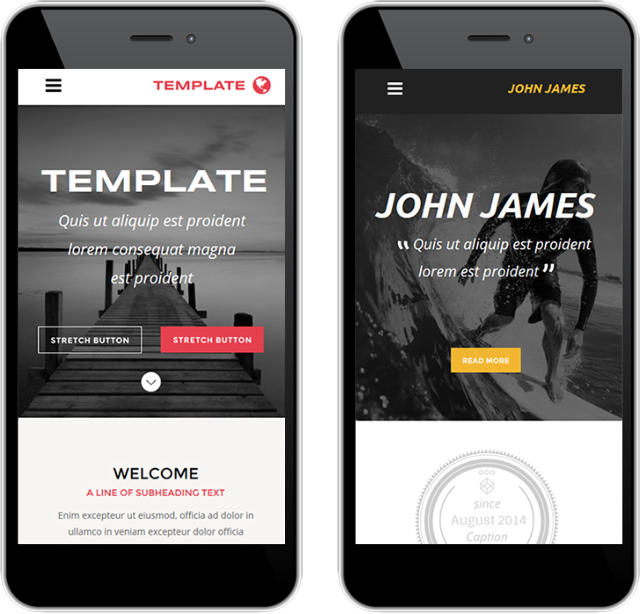 TEMPLATE
TEMPLATE
Quis ut aliquip est proident
lorem consequat magna
est proident
STRETCH BUTTON
STRETCH BUTTON
WELCOME
A LINE OF SUBHEADING TEXT
Enim excepteur ut eiusmod, officia ad dolor in
ullamco in veniam excepteur dolor officia
JOHN JAMES
JOHN JAMES
“ Quis ut aliquip est proident
lorem est proident ”
READ MORE
since
August 2014
Caption